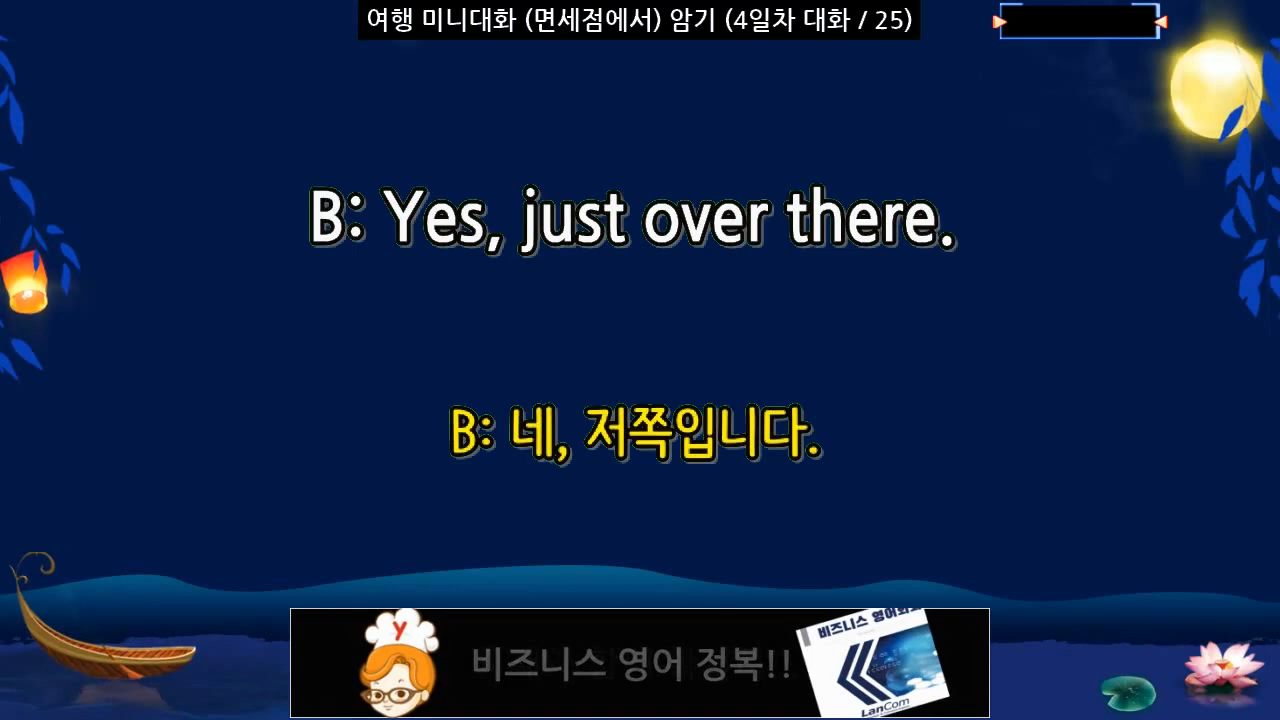 여행 미니대화 (면세점에서) 암기 (4일차 대화 / 25)
B: Yes, just over there.
B: 네, 저쪽입니다.
Y
비즈니스 영어 정복!!
비즈니스 영어회화
LanCom